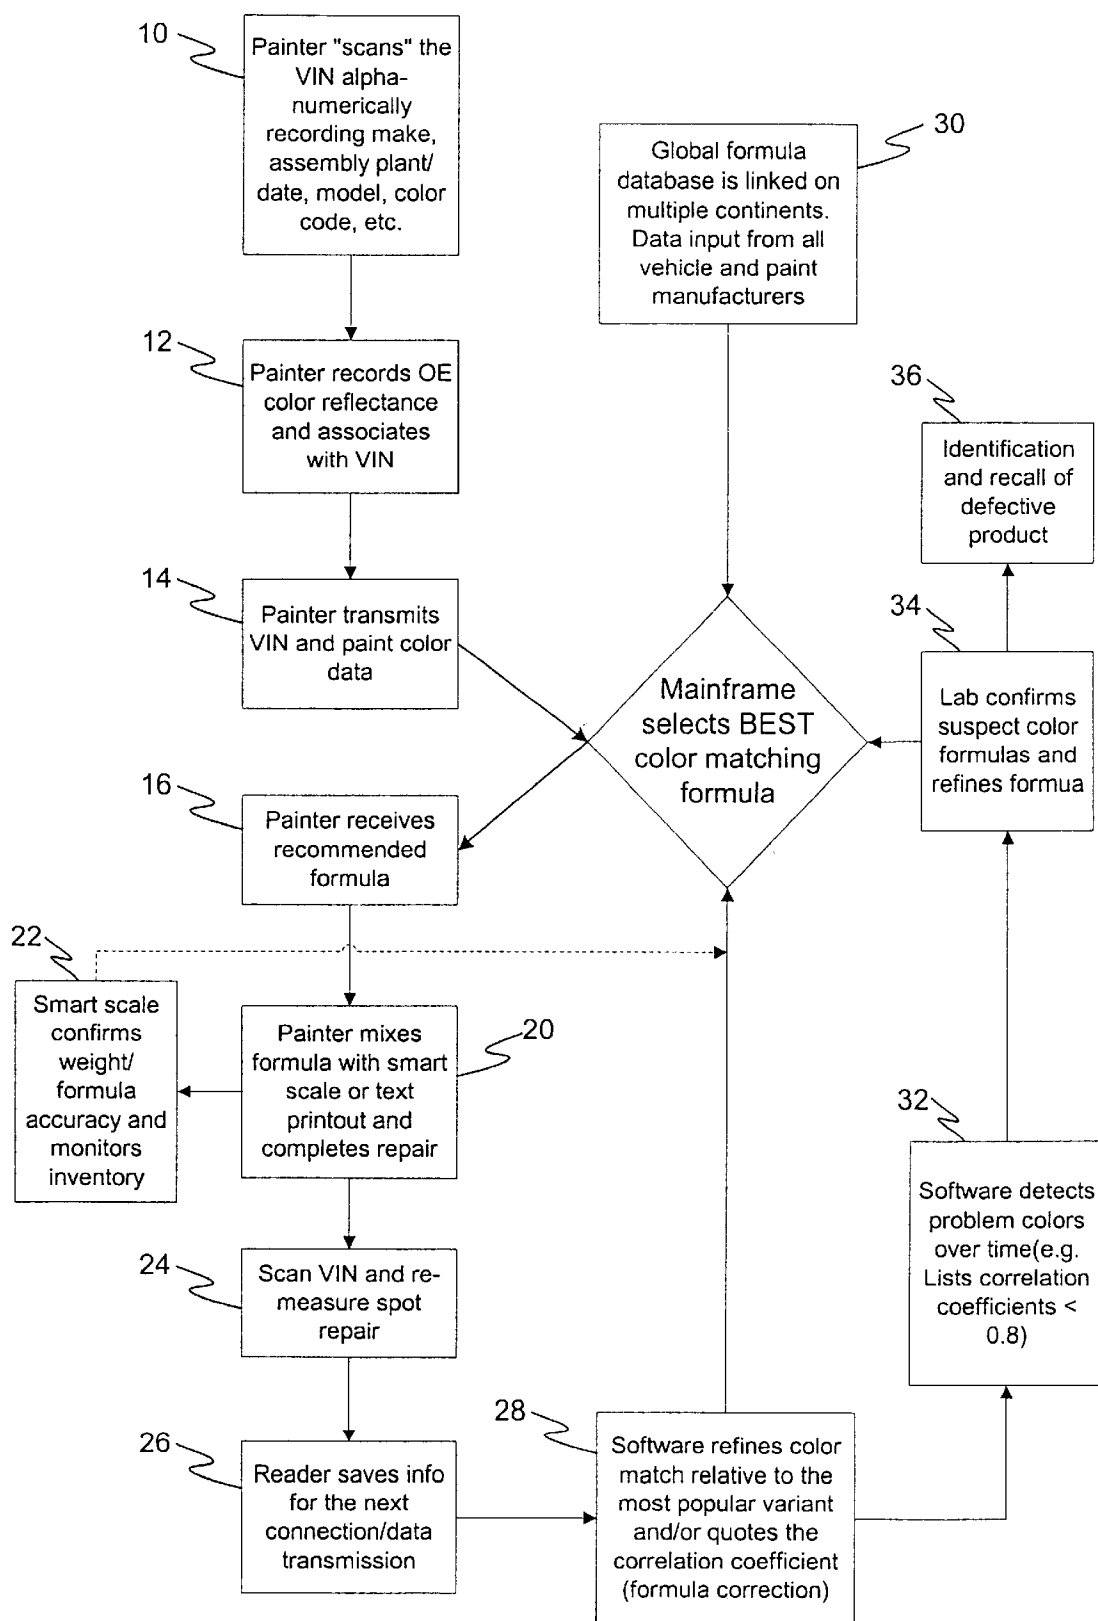 10
Painter "scans" the
VIN alpha-
numerically
recording make,
assembly plant/
date, model, color
code, etc.
30
Global formula
database is linked on
multiple continents.
Data input from all
vehicle and paint
manufacturers
12
Painter records OE
color reflectance
and associates
with VIN
36
Identification
and recall of
defective
product
14
Painter transmits
VIN and paint color
data
Mainframe
selects BEST
color matching
formula
34
Lab confirms
suspect color
formulas and
refines formua
16
Painter receives
recommended
formula
22
Smart scale
confirms
weight/
formula
accuracy and
monitors
inventory
20
Painter mixes
formula with smart
scale or text
printout and
completes repair
32
Software detects
problem colors
over time(e.g.
Lists correlation
coefficients <
0.8)
24
Scan VIN and re-
measure spot
repair
26
Reader saves info
for the next
connection/data
transmission
28
Software refines color
match relative to the
most popular variant
and/or quotes the
correlation coefficient
(formula correction)